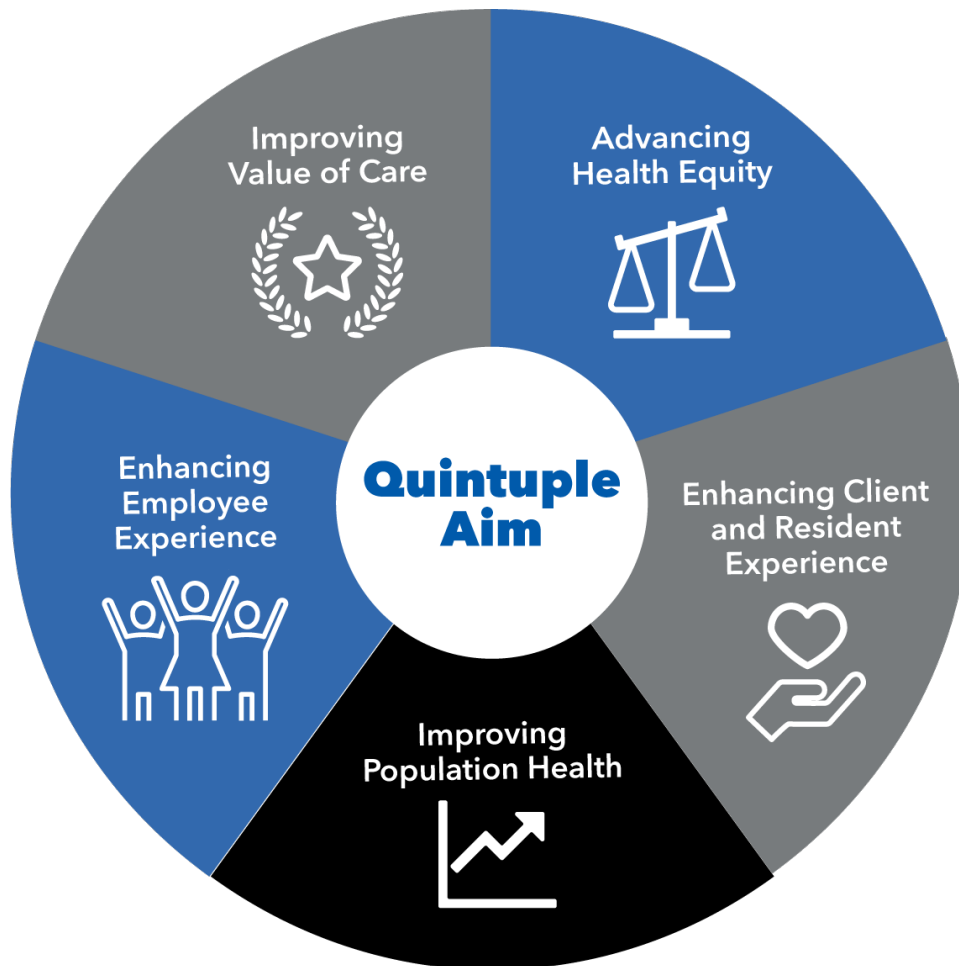 Improving
Value of Care
Advancing
Health Equity
Enhancing
Employee
Experience
Quintuple
Aim
Enhancing Client
and Resident
Experience
Improving
Population Health